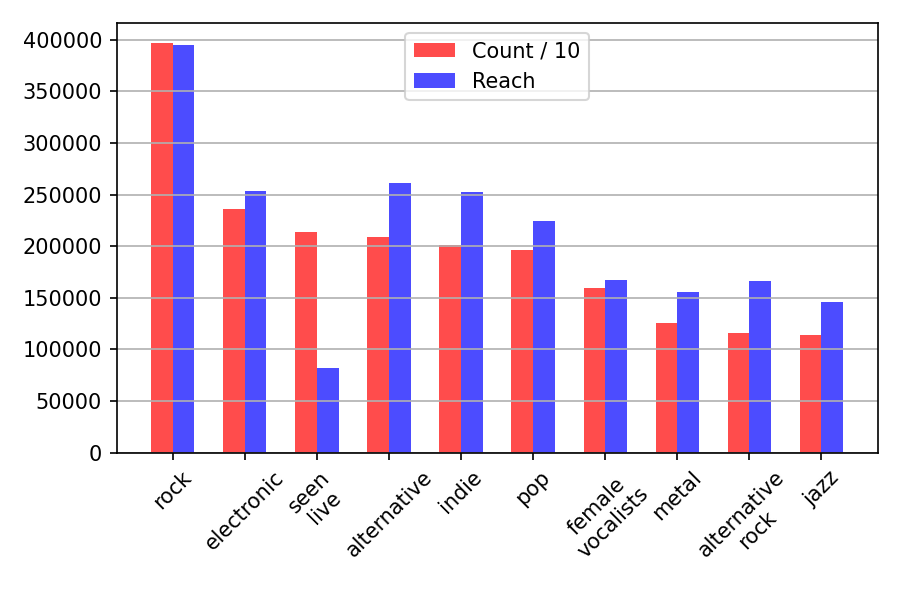 400000
350000
300000
250000
200000
150000
100000
50000
0
Count / 10
Reach
rock
electronic
seen
live
alternative
indie
pop
female
vocalists
metal
alternative
rock
jazz